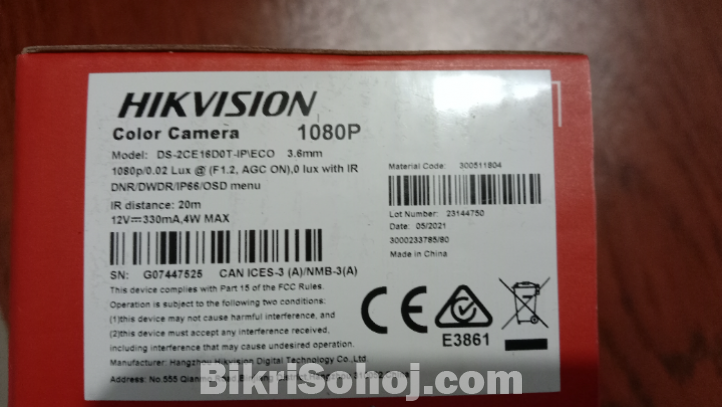 HIKVISION
Color Camera 1080P
Model: DS-2CE16D0T-IP\ECO 3.6mm
1080p/0.02 Lux @ (F1.2, AGC ON),0 lux with IR
DNR/DWDR/IP66/OSD menu
IR distance: 20m
12V⎓330mA,4W MAX
SN: G07447525 CAN ICES-3 (A)/NMB-3(A)
This device complies with Part 15 of the FCC Rules.
Operation is subject to the following two conditions:
(1)this device may not cause harmful interference, and
(2)this device must accept any interference received,
including interference that may cause undesired operation.
Manufacturer: Hangzhou Hikvision Digital Technology Co., Ltd.
Address: No.555 Qianmo Road
Material Code: 300511804
Lot Number: 23144750
Date: 05/2021
3000233785/80
Made in China
CE
E3861
BikriSohoj.com